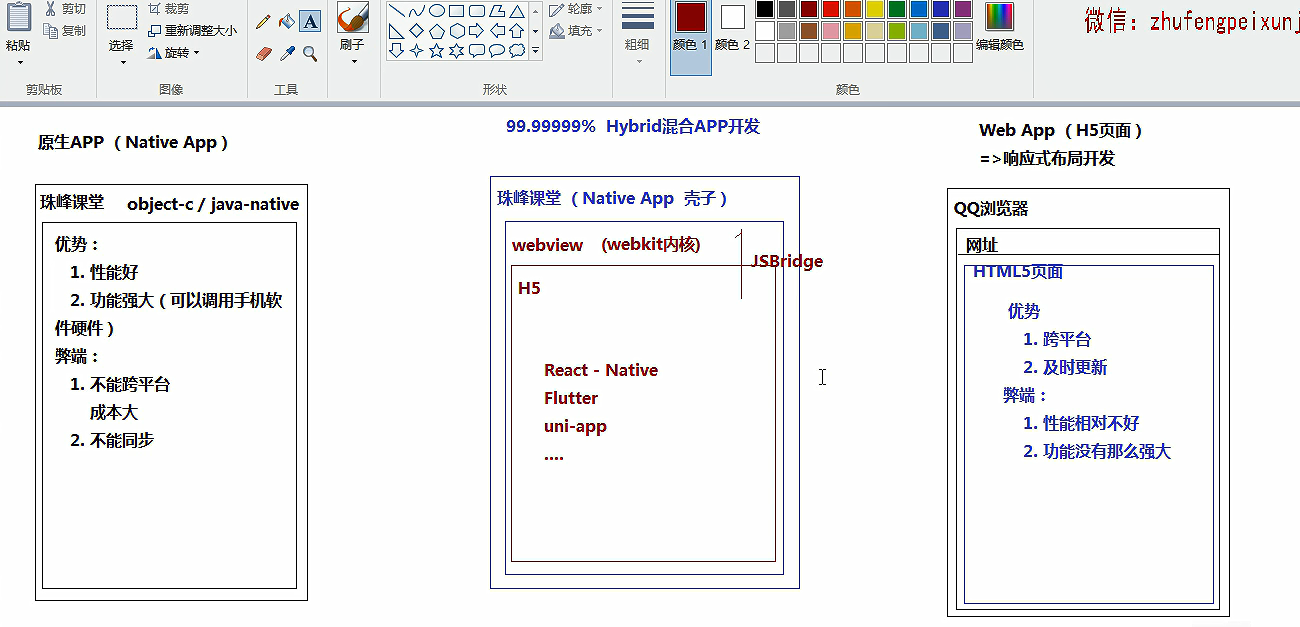 粘贴
剪切
复制
剪贴板
选择
裁剪
重新调整大小
旋转
图像
A
工具
刷子
轮廓
填充
形状
粗细
颜色 1
颜色 2
编辑颜色
颜色
微信：zhufengpeixunj
原生APP（Native App）
珠峰课堂 object-c / java-native
优势：
1. 性能好
2. 功能强大（可以调用手机软
件硬件）
弊端：
1. 不能跨平台
成本大
2. 不能同步
99.99999% Hybrid混合APP开发
珠峰课堂（Native App 壳子）
webview (webkit内核)
JSBridge
H5
React - Native
Flutter
uni-app
....
Web App（H5页面）
=>响应式布局开发
QQ浏览器
网址
HTML5页面
优势
1. 跨平台
2. 及时更新
弊端：
1. 性能相对不好
2. 功能没有那么强大